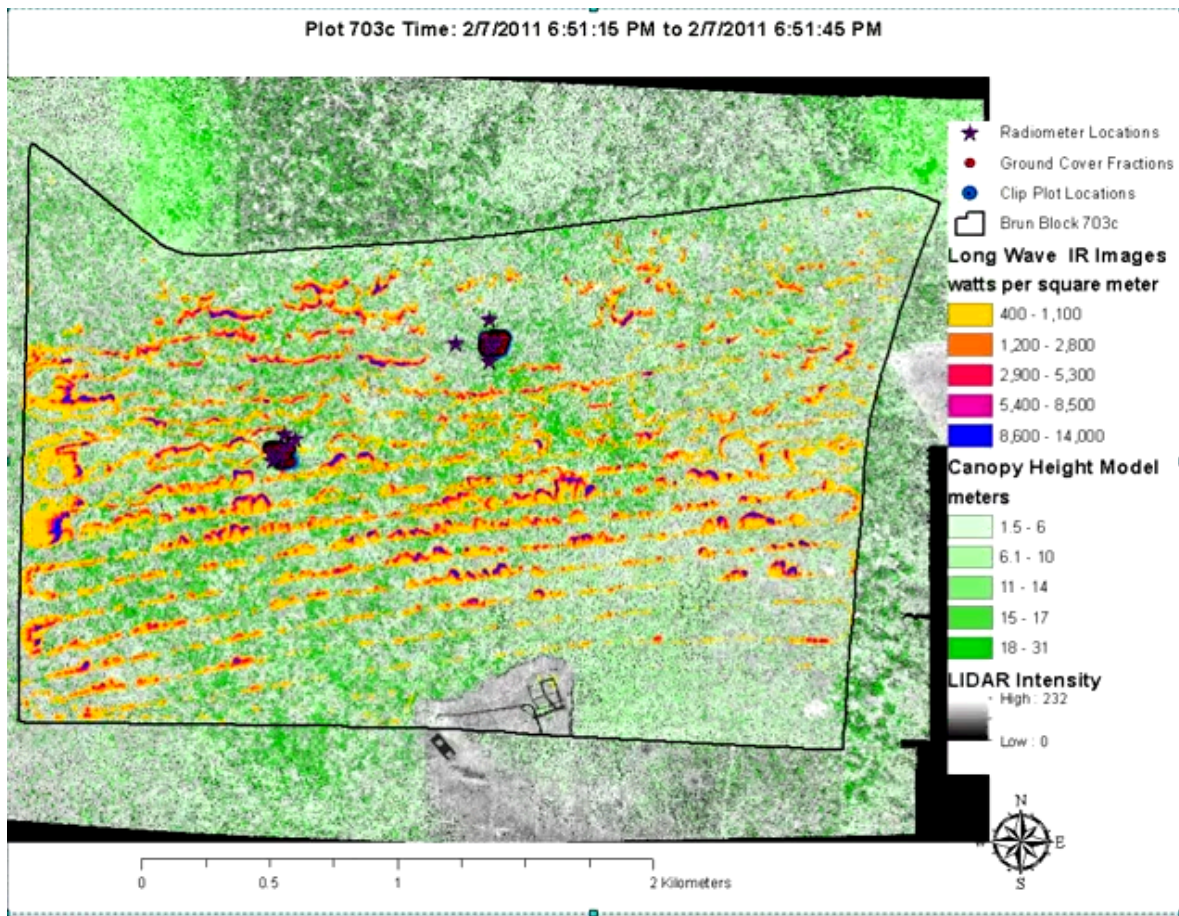 Plot 703c Time: 2/7/2011 6:51:15 PM to 2/7/2011 6:51:45 PM
Radiometer Locations
Ground Cover Fractions
Clip Plot Locations
Brun Block 703c
Long Wave IR Images
watts per square meter
400 - 1,100
1,200 - 2,800
2,900 - 5,300
5,400 - 8,500
8,600 - 14,000
Canopy Height Model
meters
1.5 - 6
6.1 - 10
11 - 14
15 - 17
18 - 31
LIDAR Intensity
High : 232
Low : 0
N
W E
S
0 0.5 1 2 Kilometers